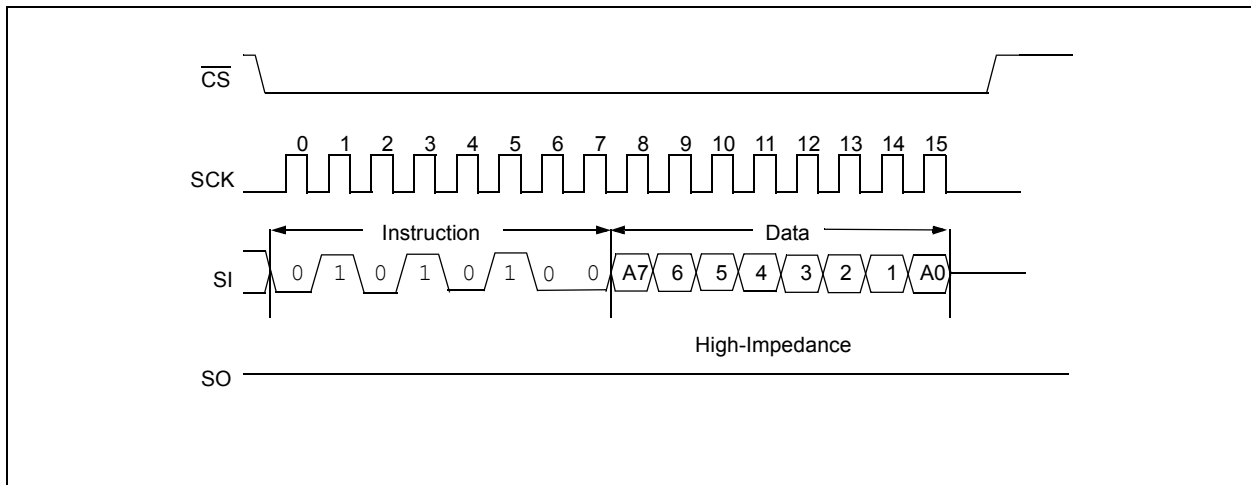 CS
0 1 2 3 4 5 6 7 8 9 10 11 12 13 14 15
SCK
Instruction Data
SI 0 1 0 1 0 1 0 0 A7 6 5 4 3 2 1 A0
High-Impedance
SO